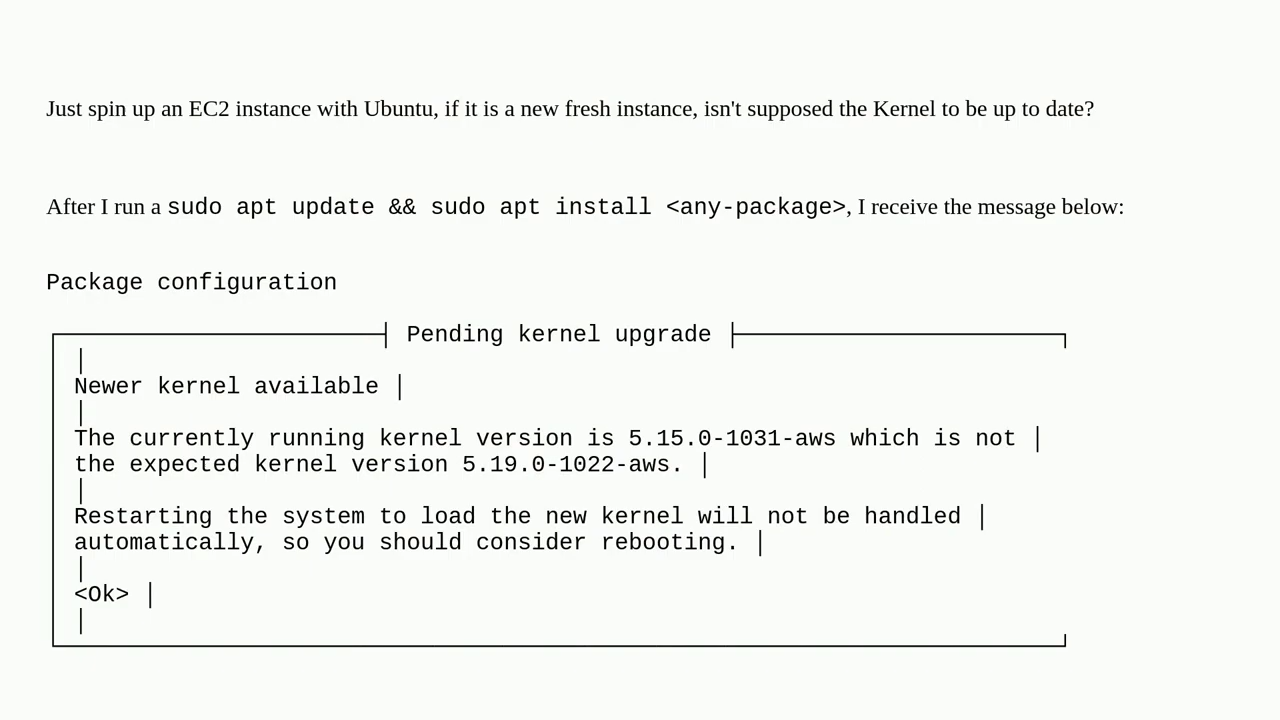 Just spin up an EC2 instance with Ubuntu, if it is a new fresh instance, isn't supposed the Kernel to be up to date?
After I run a sudo apt update && sudo apt install <any-package>, I receive the message below:
Package configuration
┌────────────────────────┤ Pending kernel upgrade ├────────────────────────┐
│ │
│ Newer kernel available │
│ │
│ The currently running kernel version is 5.15.0-1031-aws which is not │
│ the expected kernel version 5.19.0-1022-aws. │
│ │
│ Restarting the system to load the new kernel will not be handled │
│ automatically, so you should consider rebooting. │
│ │
│ <Ok> │
│ │
└─────────────────────────────────────────────────────────────────────────┘